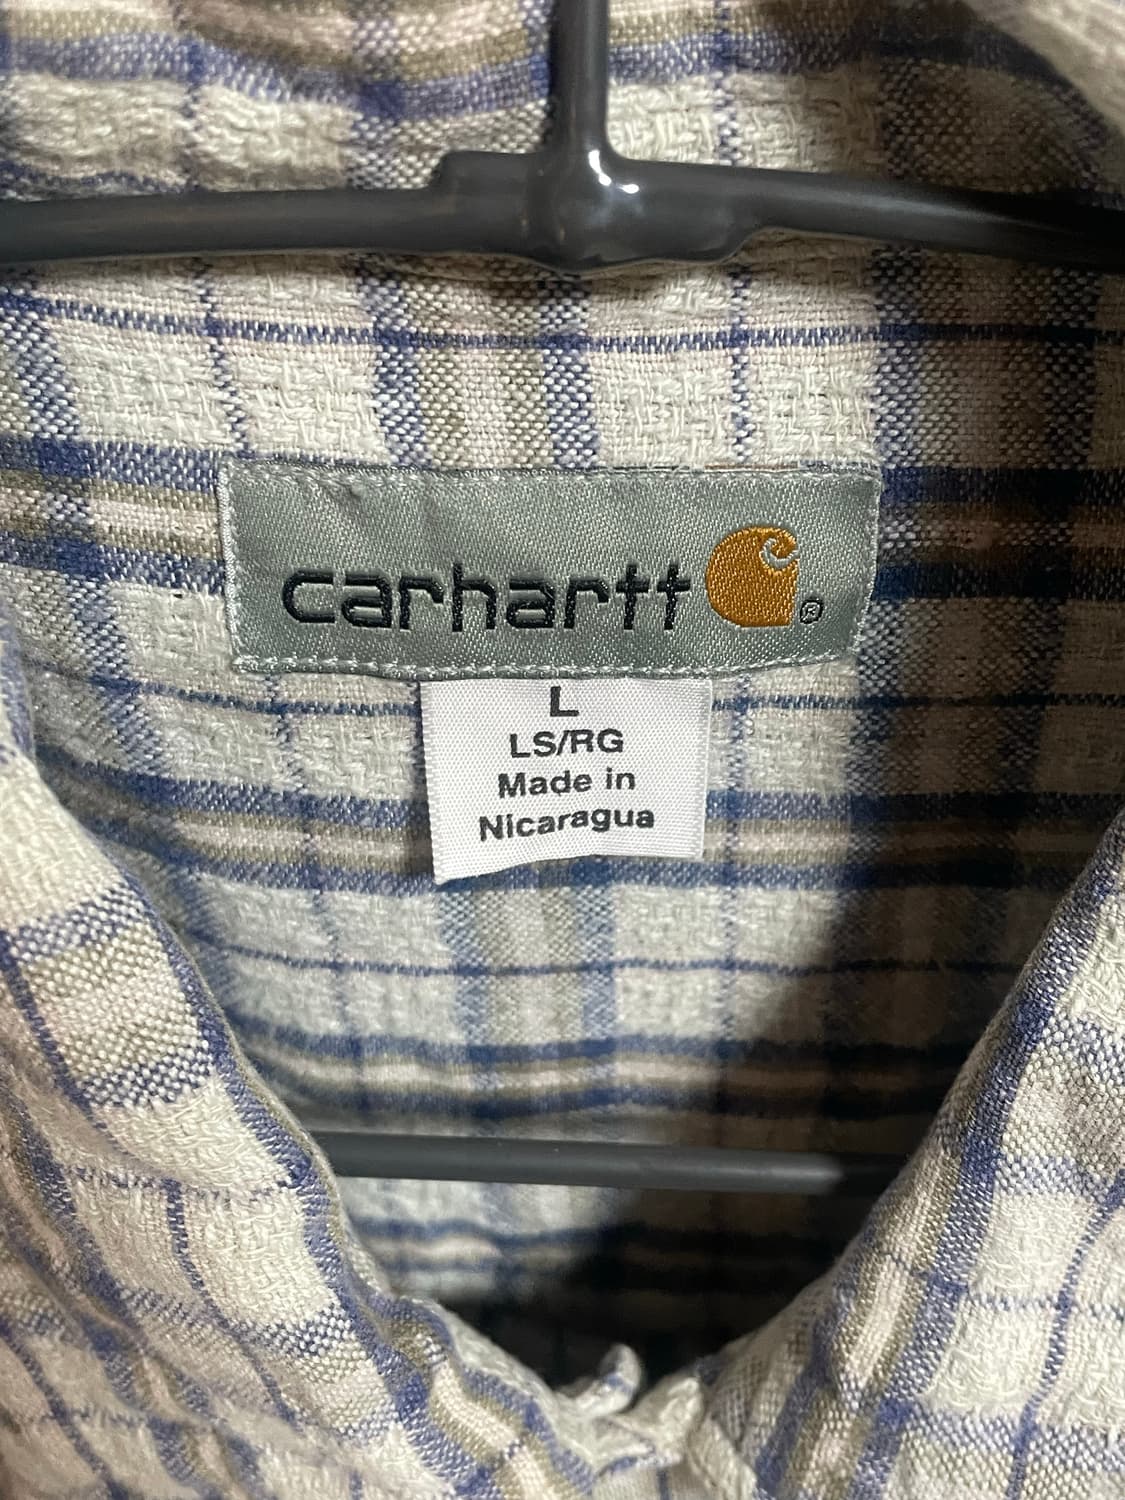 carhartt ®
L
LS/RG
Made in
Nicaragua